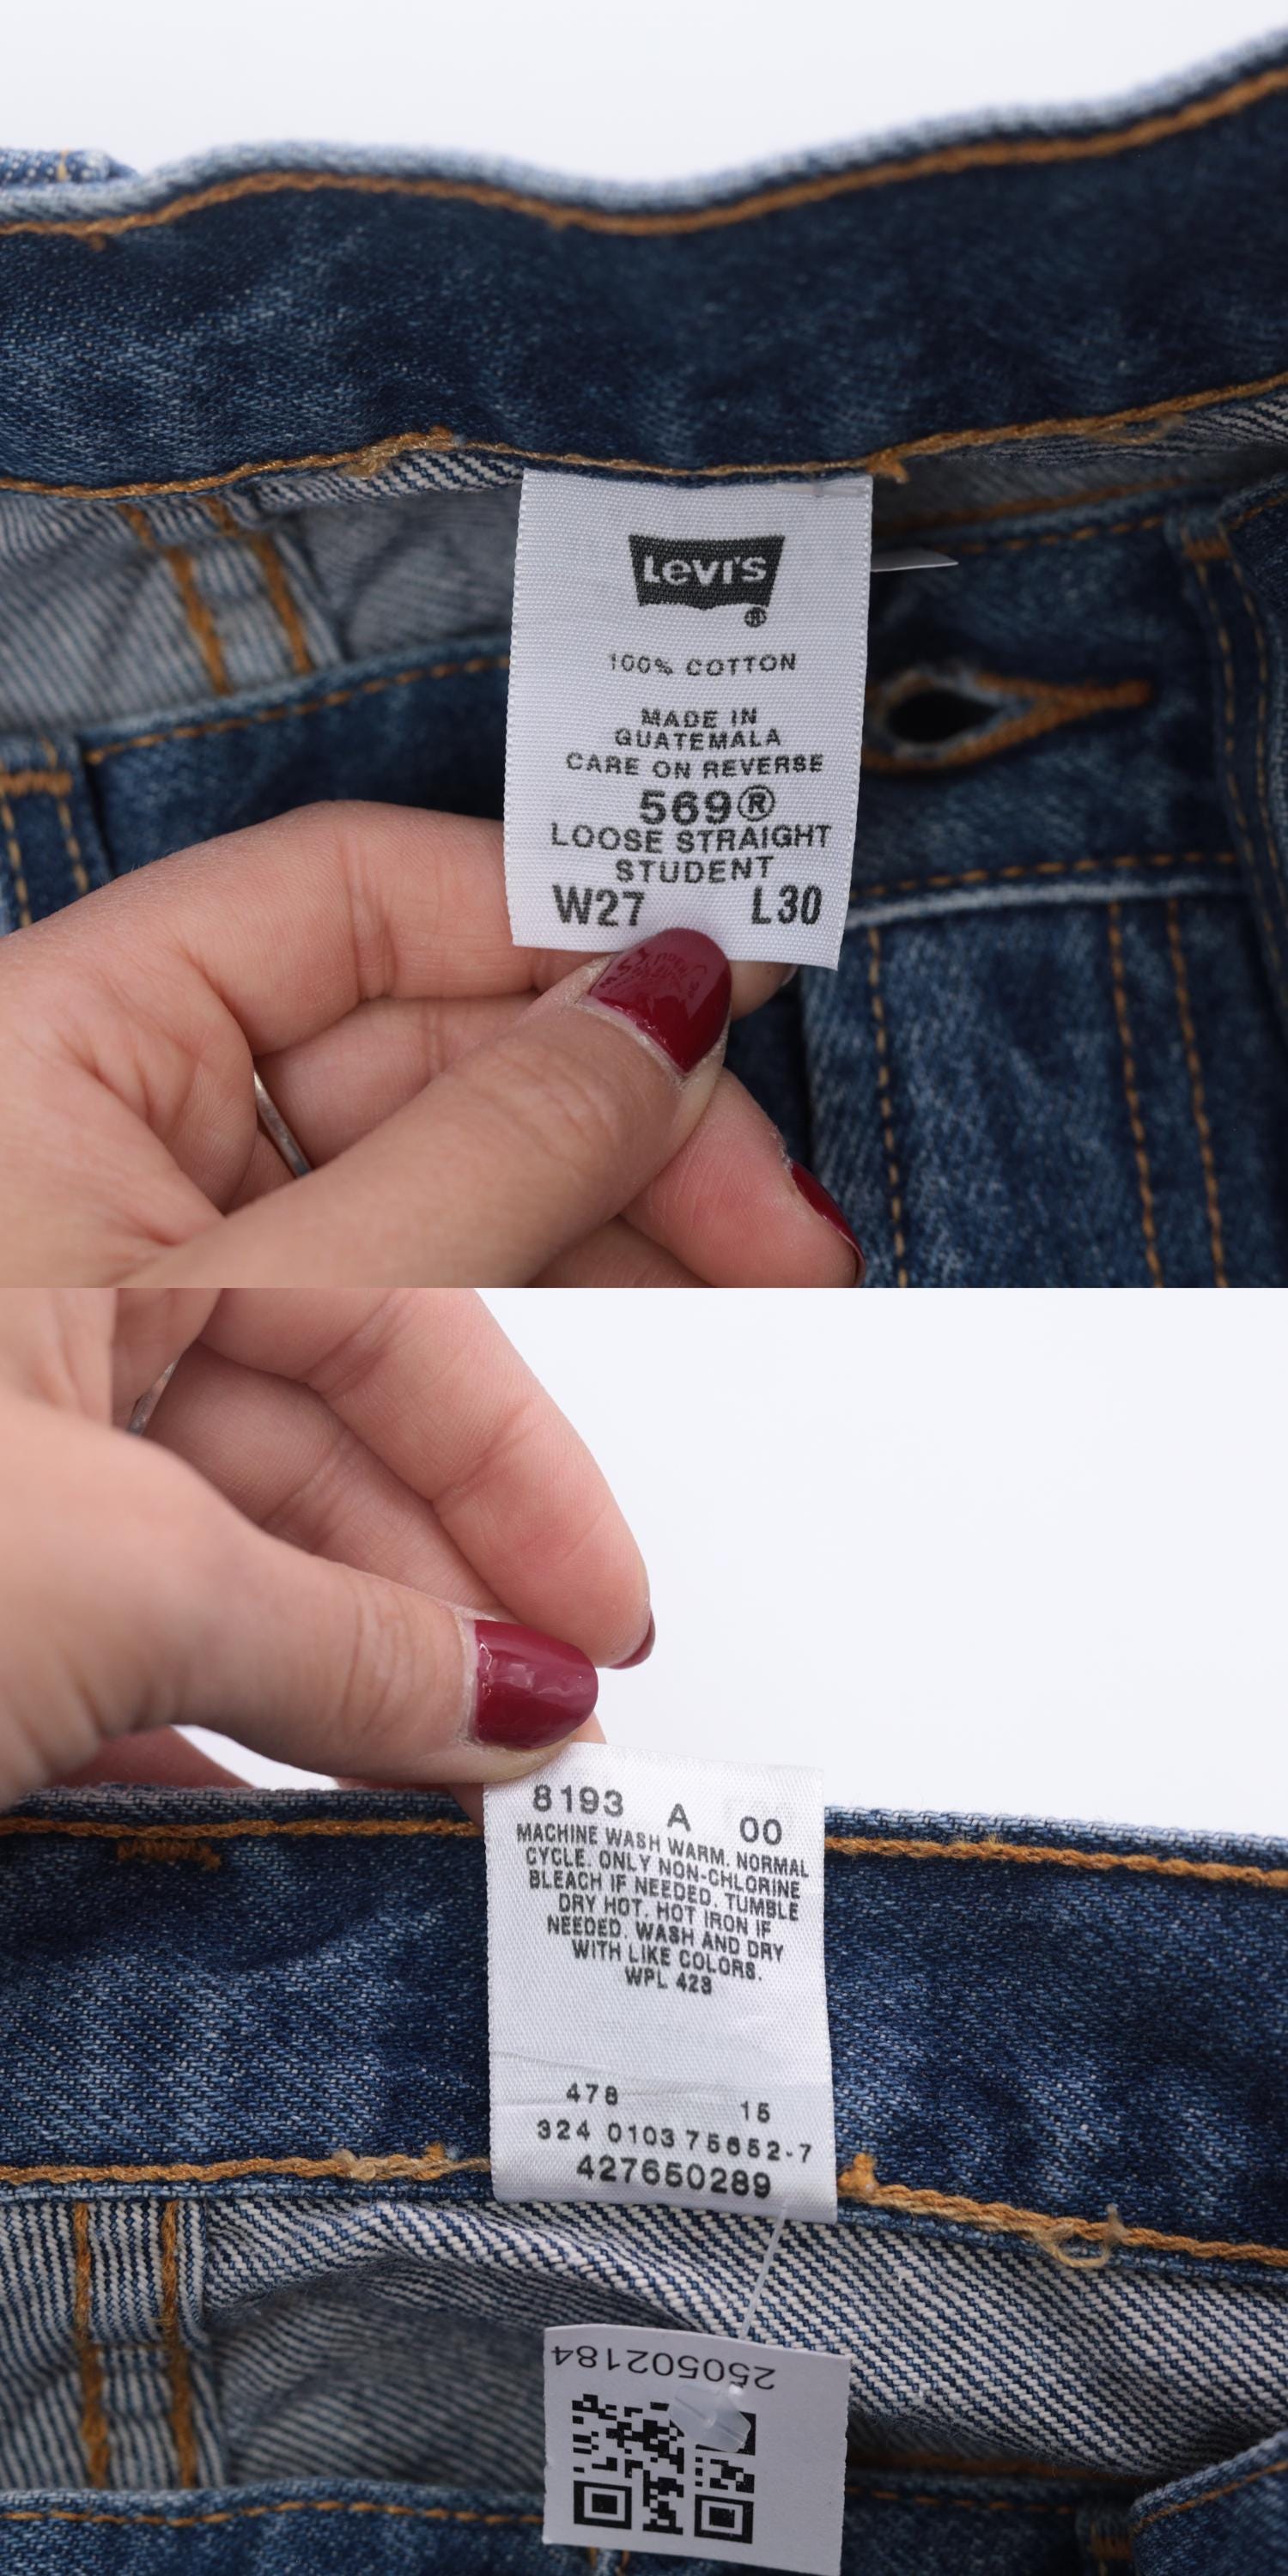 Levi's
®
100% COTTON
MADE IN
GUATEMALA
CARE ON REVERSE
569®
LOOSE STRAIGHT
STUDENT
W27 L30
8193 A 00
MACHINE WASH WARM. NORMAL
CYCLE. ONLY NON-CHLORINE
BLEACH IF NEEDED. TUMBLE
DRY HOT. HOT IRON IF
NEEDED. WASH AND DRY
WITH LIKE COLORS.
WPL 423
478 15
324 0103 75652-7
427650289
250502184